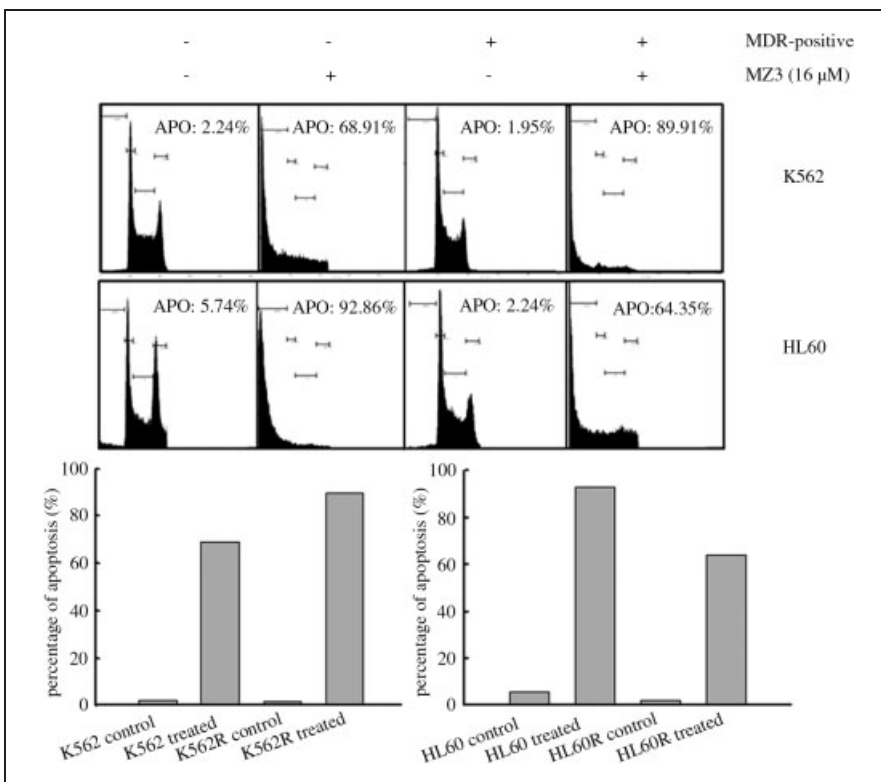 - - + + MDR-positive
- + - + MZ3 (16 μM)
APO: 2.24% APO: 68.91% APO: 1.95% APO: 89.91% K562
APO: 5.74% APO: 92.86% APO: 2.24% APO:64.35% HL60
percentage of apoptosis (%)
100
80
60
40
20
0
K562 control K562 treated K562R control K562R treated
percentage of apoptosis (%)
100
80
60
40
20
0
HL60 control HL60 treated HL60R control HL60R treated